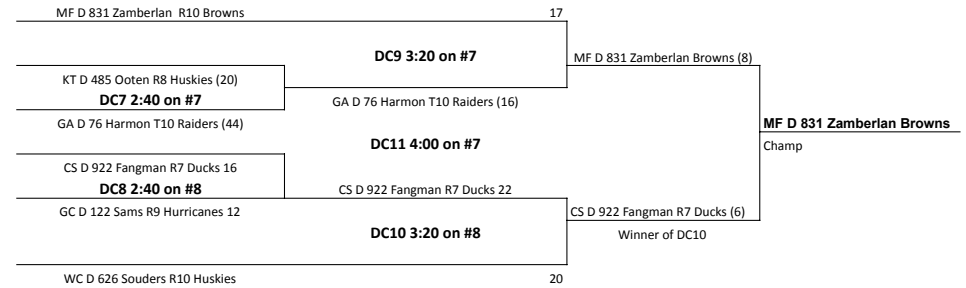 MF D 831 Zamberlan R10 Browns 17
DC9 3:20 on #7
MF D 831 Zamberlan Browns (8)
KT D 485 Ooten R8 Huskies (20)
DC7 2:40 on #7
GA D 76 Harmon T10 Raiders (16)
GA D 76 Harmon T10 Raiders (44)
MF D 831 Zamberlan Browns
DC11 4:00 on #7
Champ
CS D 922 Fangman R7 Ducks 16
DC8 2:40 on #8
CS D 922 Fangman R7 Ducks 22
GC D 122 Sams R9 Hurricanes 12
CS D 922 Fangman R7 Ducks (6)
DC10 3:20 on #8
Winner of DC10
WC D 626 Souders R10 Huskies 20